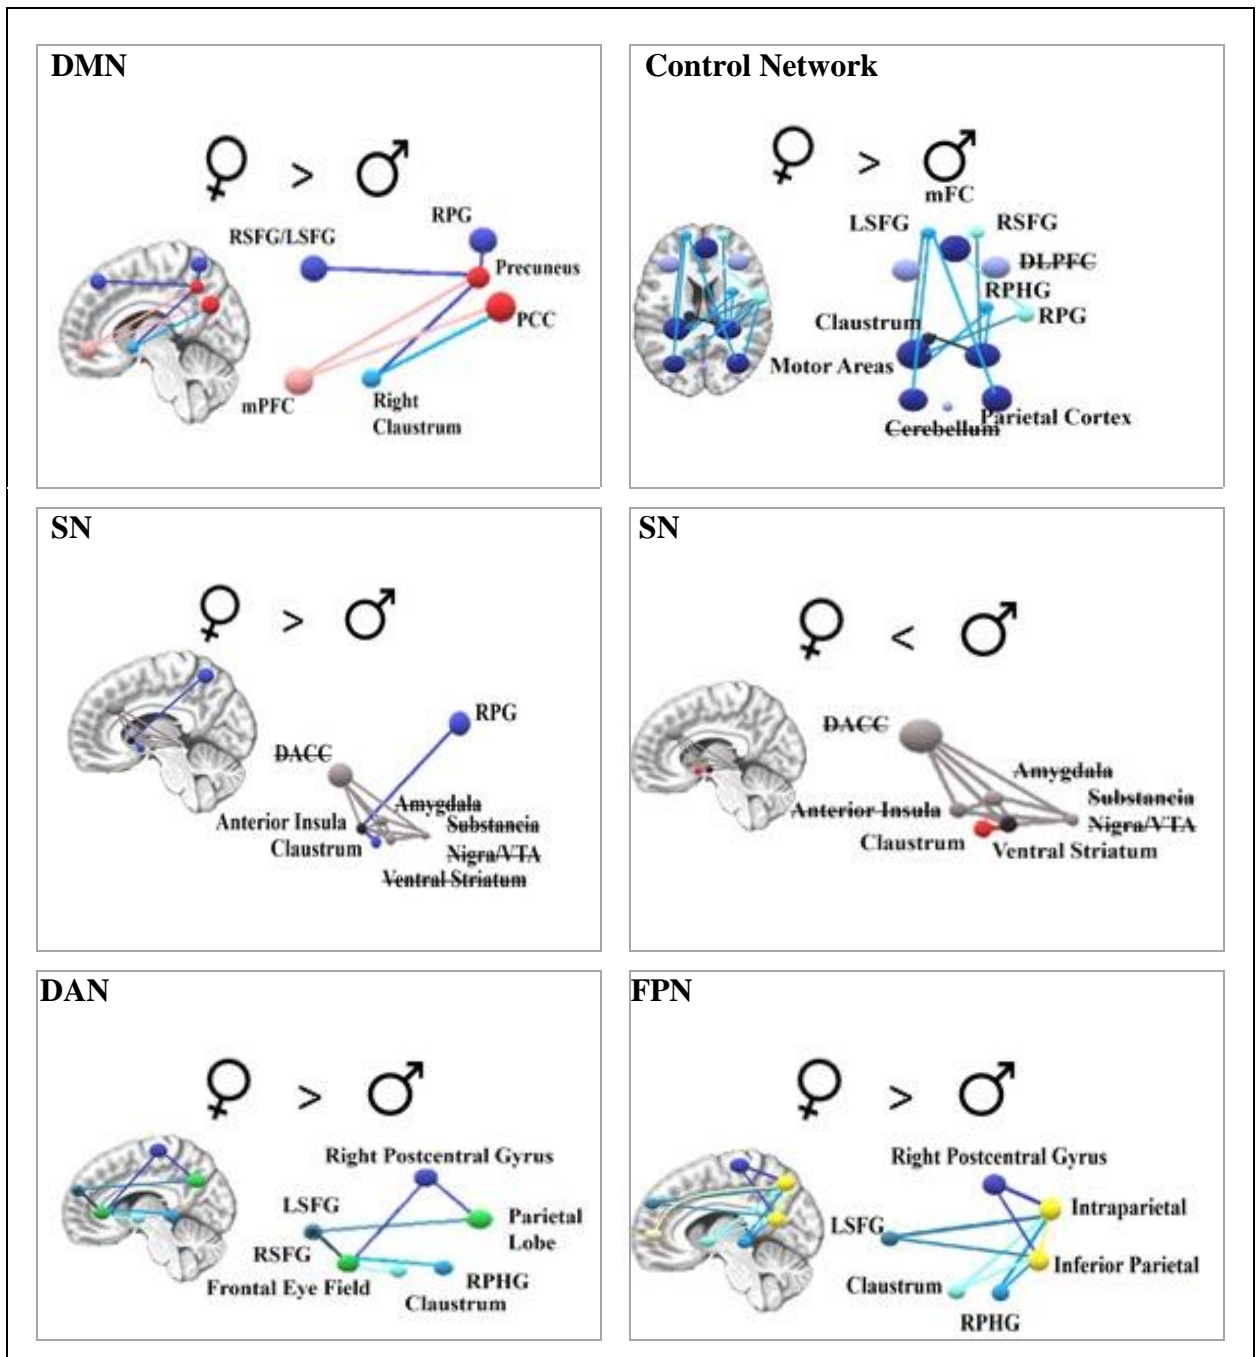 DMN
♀ > ♂
RPG
RSFG/LSFG
Precuneus
PCC
mPFC
Right
Claustrum
Control Network
♀ > ♂
mFC
LSFG
RSFG
DLPFC
RPHG
RPG
Claustrum
Motor Areas
Parietal Cortex
Cerebellum
SN
♀ > ♂
RPG
DACC
Amygdala
Anterior Insula
Substancia
Claustrum
Nigra/VTA
Ventral Striatum
SN
♀ < ♂
DACC
Amygdala
Substancia
Anterior Insula
Nigra/VTA
Claustrum
Ventral Striatum
DAN
♀ > ♂
Right Postcentral Gyrus
LSFG
Parietal
Lobe
RSFG
Frontal Eye Field
RPHG
Claustrum
FPN
♀ > ♂
Right Postcentral Gyrus
Intraparietal
LSFG
Inferior Parietal
Claustrum
RPHG